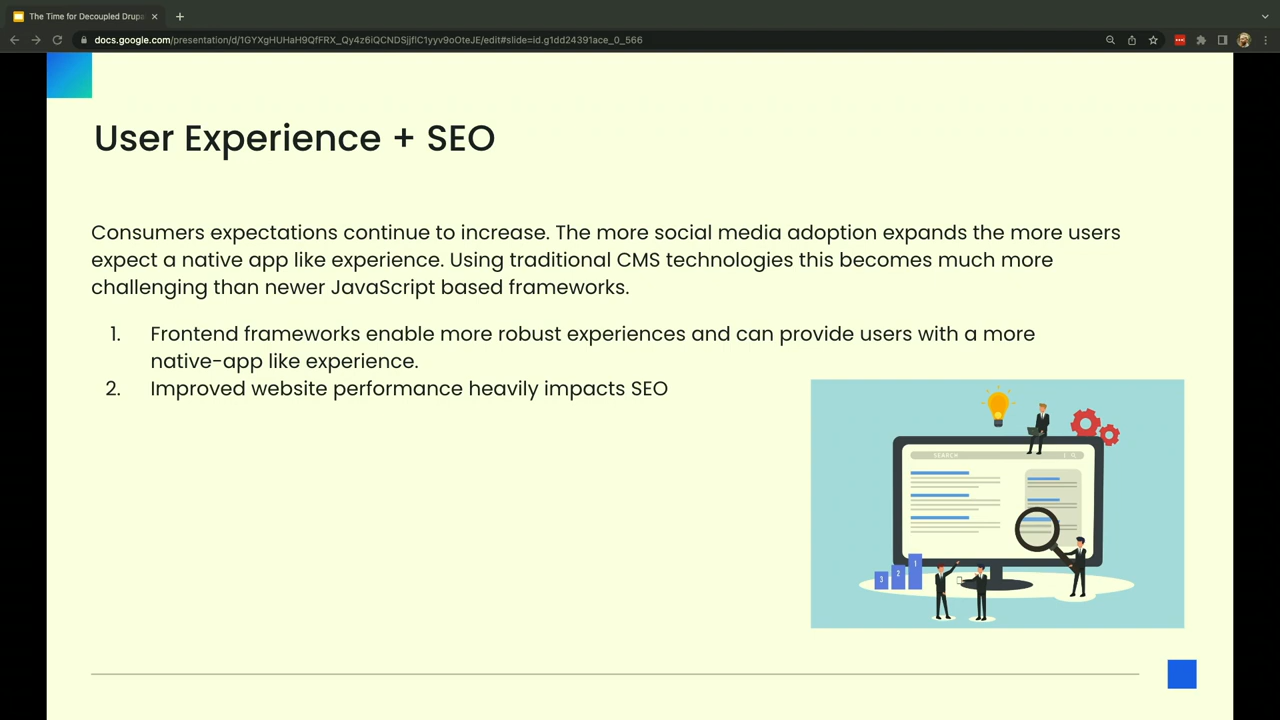 The Time for Decoupled Drupa
docs.google.com/presentation/d/1GYXgHUHaH9QfFRX_Qy4z6iQCNDSjjflC1yyv9oOteJE/edit#slide=id.g1dd24391ace_0_566
User Experience + SEO
Consumers expectations continue to increase. The more social media adoption expands the more users
expect a native app like experience. Using traditional CMS technologies this becomes much more
challenging than newer JavaScript based frameworks.
1. Frontend frameworks enable more robust experiences and can provide users with a more
native-app like experience.
2. Improved website performance heavily impacts SEO
SEARCH
3 2 1